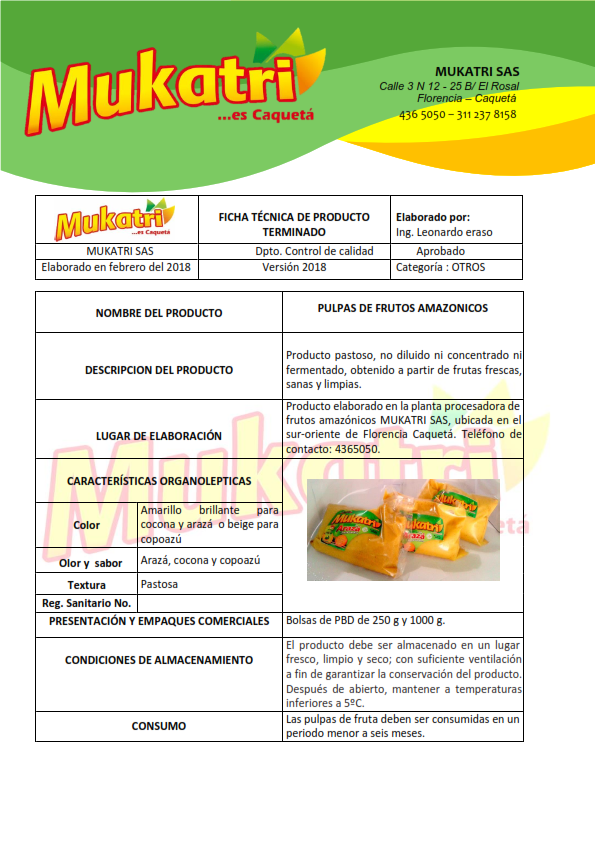 Mukatri
...es Caquetá
MUKATRI SAS
Calle 3 N 12 - 25 B/ El Rosal
Florencia – Caquetá
436 5050 – 311 237 8158
Mukatri
...es Caquetá
FICHA TÉCNICA DE PRODUCTO
TERMINADO
Elaborado por:
Ing. Leonardo eraso
MUKATRI SAS
Dpto. Control de calidad
Aprobado
Elaborado en febrero del 2018
Versión 2018
Categoría : OTROS
NOMBRE DEL PRODUCTO
PULPAS DE FRUTOS AMAZONICOS
DESCRIPCION DEL PRODUCTO
Producto pastoso, no diluido ni concentrado ni
fermentado, obtenido a partir de frutas frescas,
sanas y limpias.
LUGAR DE ELABORACIÓN
Producto elaborado en la planta procesadora de
frutos amazónicos MUKATRI SAS, ubicada en el
sur-oriente de Florencia Caquetá. Teléfono de
contacto: 4365050.
CARACTERÍSTICAS ORGANOLEPTICAS
Color
Amarillo brillante para
cocona y arazá o beige para
copoazú
Olor y sabor
Arazá, cocona y copoazú
Textura
Pastosa
Reg. Sanitario No.
Mukatri
Arazá
Mukatri
Mukatri
...es Caquetá
PRESENTACIÓN Y EMPAQUES COMERCIALES
Bolsas de PBD de 250 g y 1000 g.
CONDICIONES DE ALMACENAMIENTO
El producto debe ser almacenado en un lugar
fresco, limpio y seco; con suficiente ventilación
a fin de garantizar la conservación del producto.
Después de abierto, mantener a temperaturas
inferiores a 5ºC.
CONSUMO
Las pulpas de fruta deben ser consumidas en un
periodo menor a seis meses.